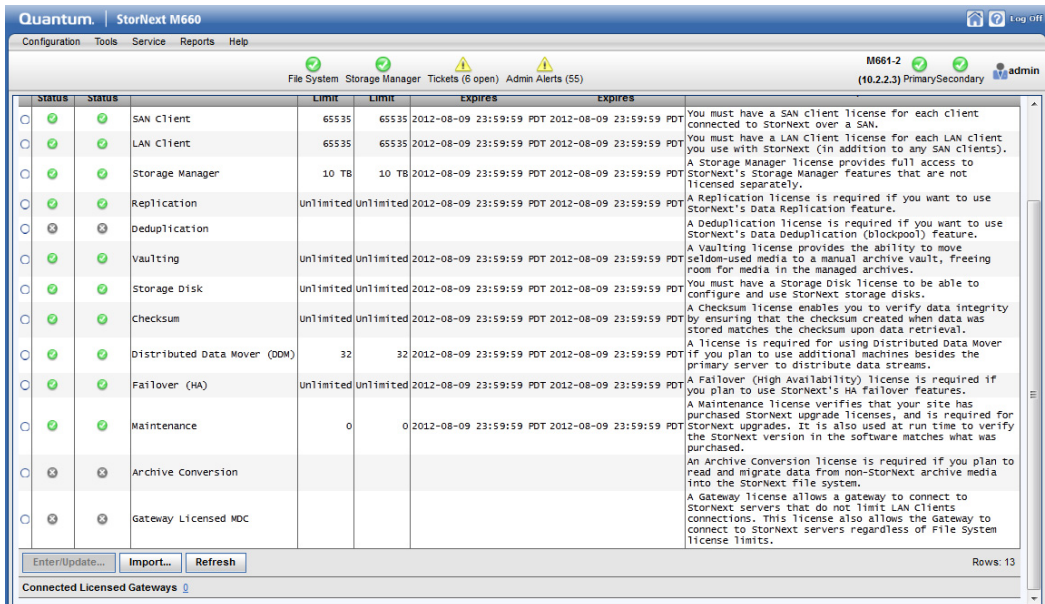 Quantum. | StorNext M660
Log Off
Configuration Tools Service Reports Help
File System Storage Manager Tickets (6 open) Admin Alerts (55)
M661-2
(10.2.2.3) Primary Secondary
admin
Status Status Limit Limit Expires Expires
SAN Client 65535 65535 2012-08-09 23:59:59 PDT 2012-08-09 23:59:59 PDT
You must have a SAN client license for each client
connected to StorNext over a SAN.
LAN Client 65535 65535 2012-08-09 23:59:59 PDT 2012-08-09 23:59:59 PDT
You must have a LAN Client license for each LAN client
you use with StorNext (in addition to any SAN clients).
Storage Manager 10 TB 10 TB 2012-08-09 23:59:59 PDT 2012-08-09 23:59:59 PDT
A Storage Manager license provides full access to
StorNext's Storage Manager features that are not
licensed separately.
Replication Unlimited Unlimited 2012-08-09 23:59:59 PDT 2012-08-09 23:59:59 PDT
A Replication license is required if you want to use
StorNext's Data Replication feature.
Deduplication
A Deduplication license is required if you want to use
StorNext's Data Deduplication (blockpool) feature.
Vaulting Unlimited Unlimited 2012-08-09 23:59:59 PDT 2012-08-09 23:59:59 PDT
A Vaulting license provides the ability to move
seldom-used media to a manual archive vault, freeing
room for media in the managed archives.
Storage Disk Unlimited Unlimited 2012-08-09 23:59:59 PDT 2012-08-09 23:59:59 PDT
You must have a Storage Disk license to be able to
configure and use StorNext storage disks.
Checksum Unlimited Unlimited 2012-08-09 23:59:59 PDT 2012-08-09 23:59:59 PDT
A Checksum license enables you to verify data integrity
by ensuring that the checksum created when data was
stored matches the checksum upon data retrieval.
Distributed Data Mover (DDM) 32 32 2012-08-09 23:59:59 PDT 2012-08-09 23:59:59 PDT
A license is required for using Distributed Data Mover
if you plan to use additional machines besides the
primary server to distribute data streams.
Failover (HA) Unlimited Unlimited 2012-08-09 23:59:59 PDT 2012-08-09 23:59:59 PDT
A Failover (High Availability) license is required if
you plan to use StorNext's HA failover features.
Maintenance 0 0 2012-08-09 23:59:59 PDT 2012-08-09 23:59:59 PDT
A Maintenance license verifies that your site has
purchased StorNext upgrade licenses, and is required for
StorNext upgrades. It is also used at run time to verify
the StorNext version in the software matches what was
purchased.
Archive Conversion
An Archive Conversion license is required if you plan to
read and migrate data from non-StorNext archive media
into the StorNext file system.
Gateway Licensed MDC
A Gateway license allows a gateway to connect to
StorNext servers that do not limit LAN Clients
connections. This license also allows the Gateway to
connect to StorNext servers regardless of File System
license limits.
Enter/Update... Import... Refresh Rows: 13
Connected Licensed Gateways 0